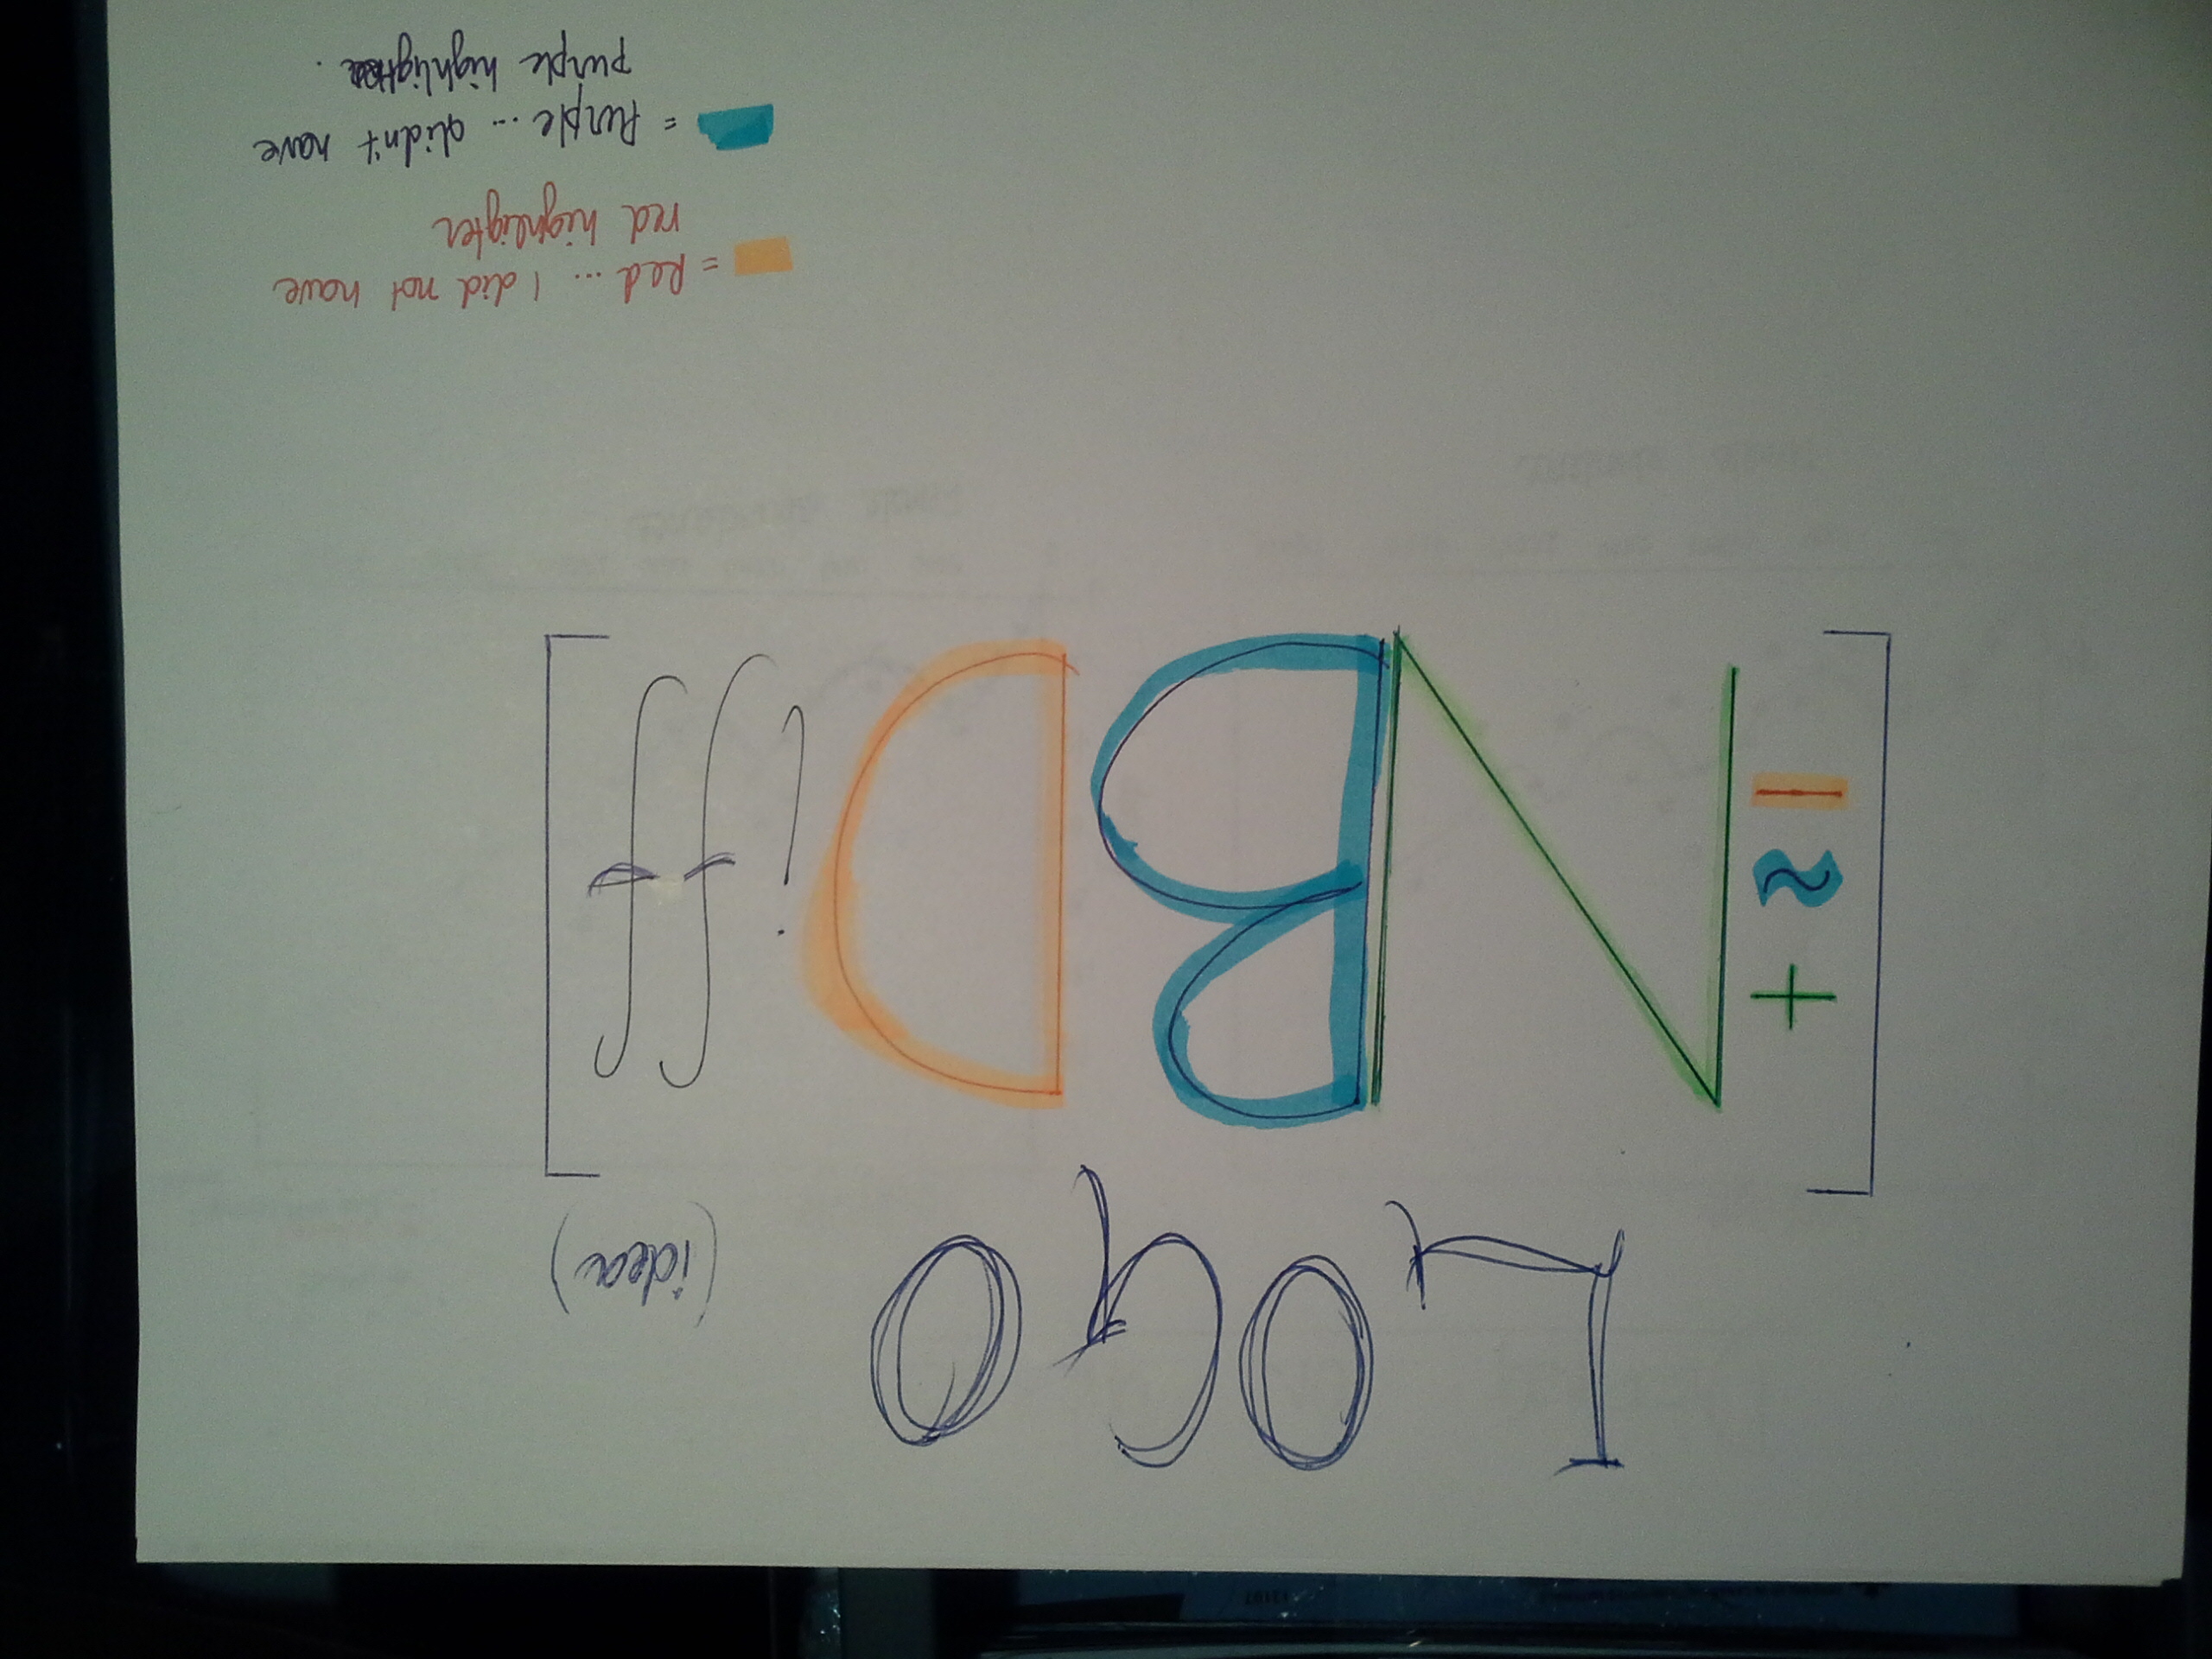 LOGO (idea)
[+ ~ - NBDiff]
= Red... I did not have
red highligter
= Purple... didn't have
purple highligter.